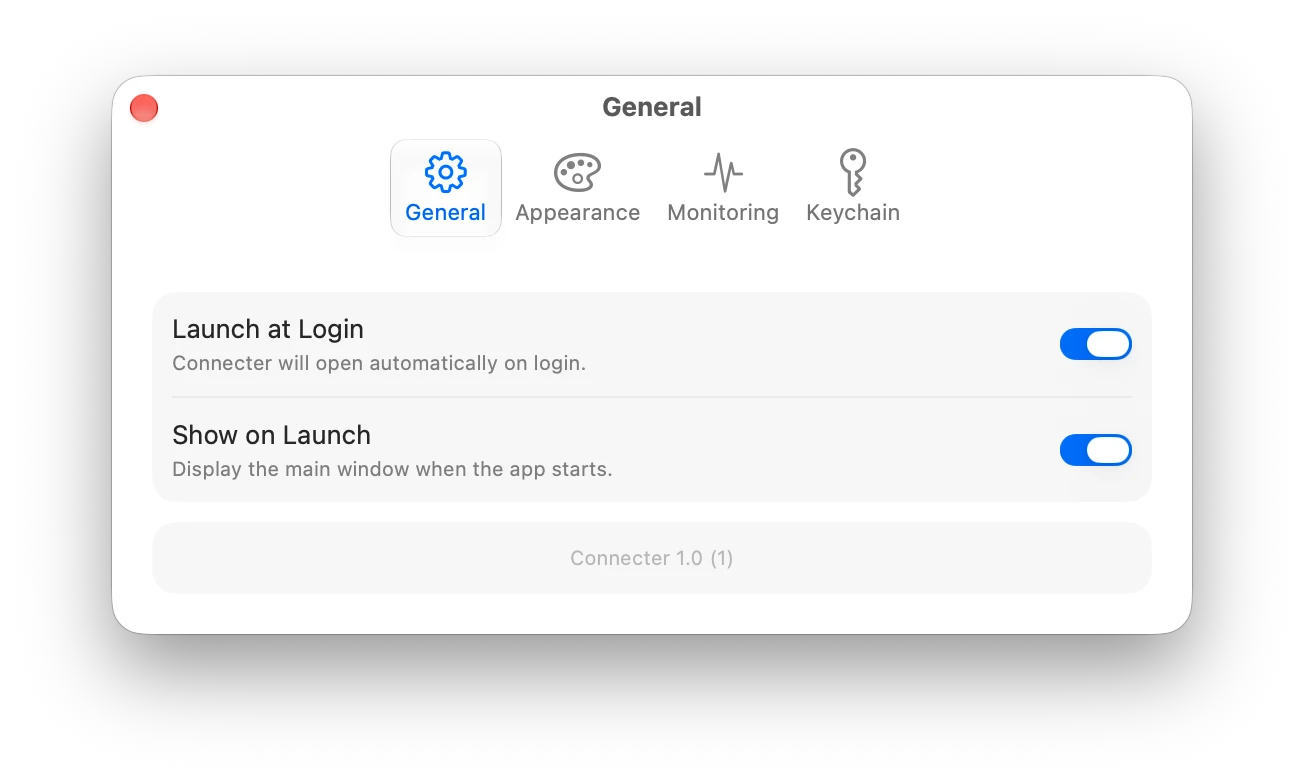 General
General
Appearance
Monitoring
Keychain
Launch at Login
Connecter will open automatically on login.
Show on Launch
Display the main window when the app starts.
Connecter 1.0 (1)